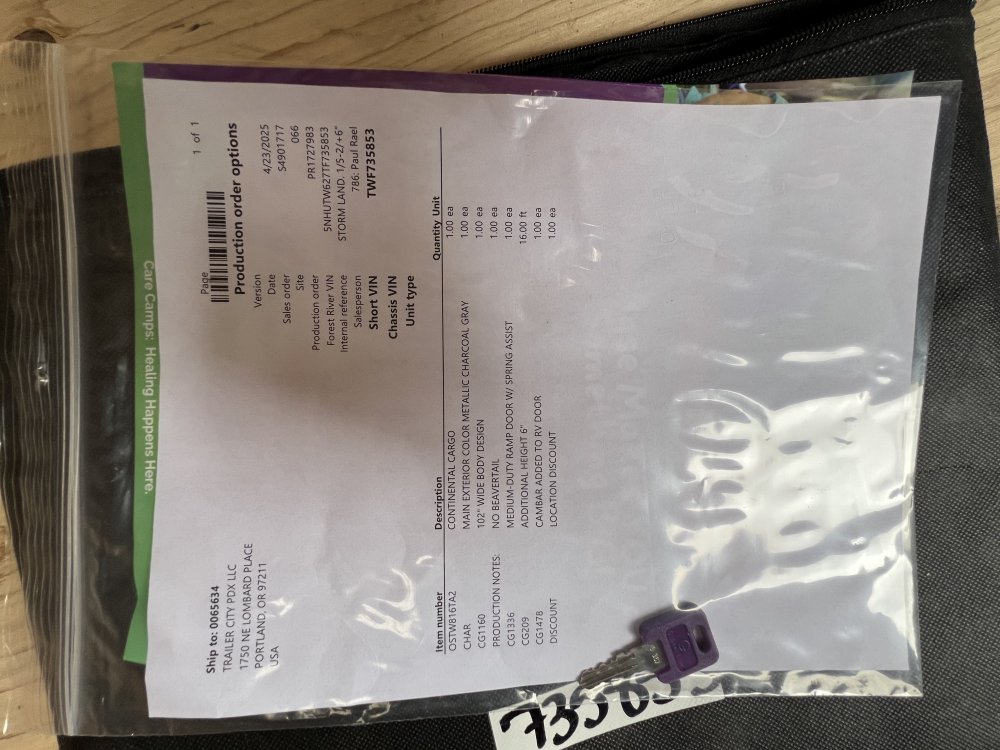 Care Camps: Healing Happens Here.
Page 1 of 1
Production order options
Version
Date 4/23/2025
Sales order S4901717
Site 066
Production order PR1727983
Forest River VIN 5NHUTW627TF735853
Internal reference STORM LAND. 1/5-2/+6"
Salesperson 786: Paul Rael
Short VIN TWF735853
Chassis VIN
Unit type
Ship to: 0065634
TRAILER CITY PDX LLC
1750 NE LOMBARD PLACE
PORTLAND, OR 97211
USA
Item number Description Quantity Unit
OSTW816TA2 CONTINENTAL CARGO 1.00 ea
CHAR MAIN EXTERIOR COLOR METALLIC CHARCOAL GRAY 1.00 ea
CG1160 102" WIDE BODY DESIGN 1.00 ea
PRODUCTION NOTES: NO BEAVERTAIL 1.00 ea
CG1336 MEDIUM-DUTY RAMP DOOR W/ SPRING ASSIST 1.00 ea
CG209 ADDITIONAL HEIGHT 6" 16.00 ft
CG1478 CAMBAR ADDED TO RV DOOR 1.00 ea
DISCOUNT LOCATION DISCOUNT 1.00 ea